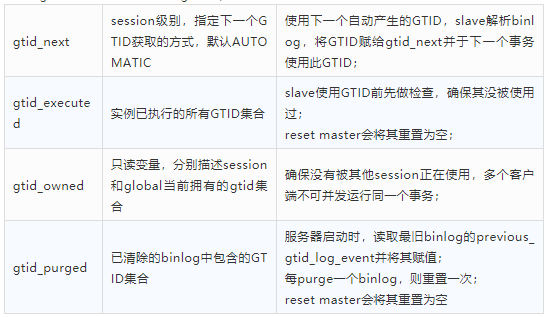 gtid_next
session级别，指定下一个G
TID获取的方式，默认AUTO
MATIC
使用下一个自动产生的GTID，slave解析binl
og，将GTID赋给gtid_next并于下一个事务
使用此GTID；
gtid_execute
d
实例已执行的所有GTID集合
slave使用GTID前先做检查，确保其没被使用
过；
reset master会将其重置为空；
gtid_owned
只读变量，分别描述session
和global当前拥有的gtid集
合
确保没有被其他session正在使用，多个客户
端不可并发运行同一个事务；
gtid_purged
已清除的binlog中包含的GT
ID集合
服务器启动时，读取最旧binlog的previous_
gtid_log_event并将其赋值；
每purge一个binlog，则重置一次；
reset master会将其重置为空